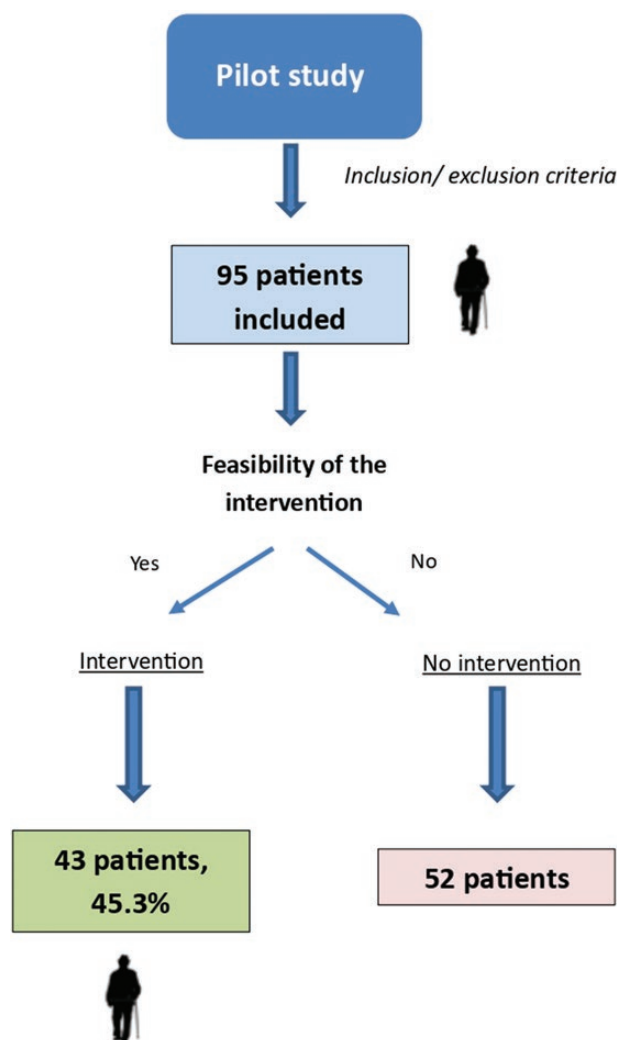 Pilot study
Inclusion/ exclusion criteria
95 patients
included
Feasibility of the
intervention
Yes
No
Intervention
No intervention
43 patients,
45.3%
52 patients